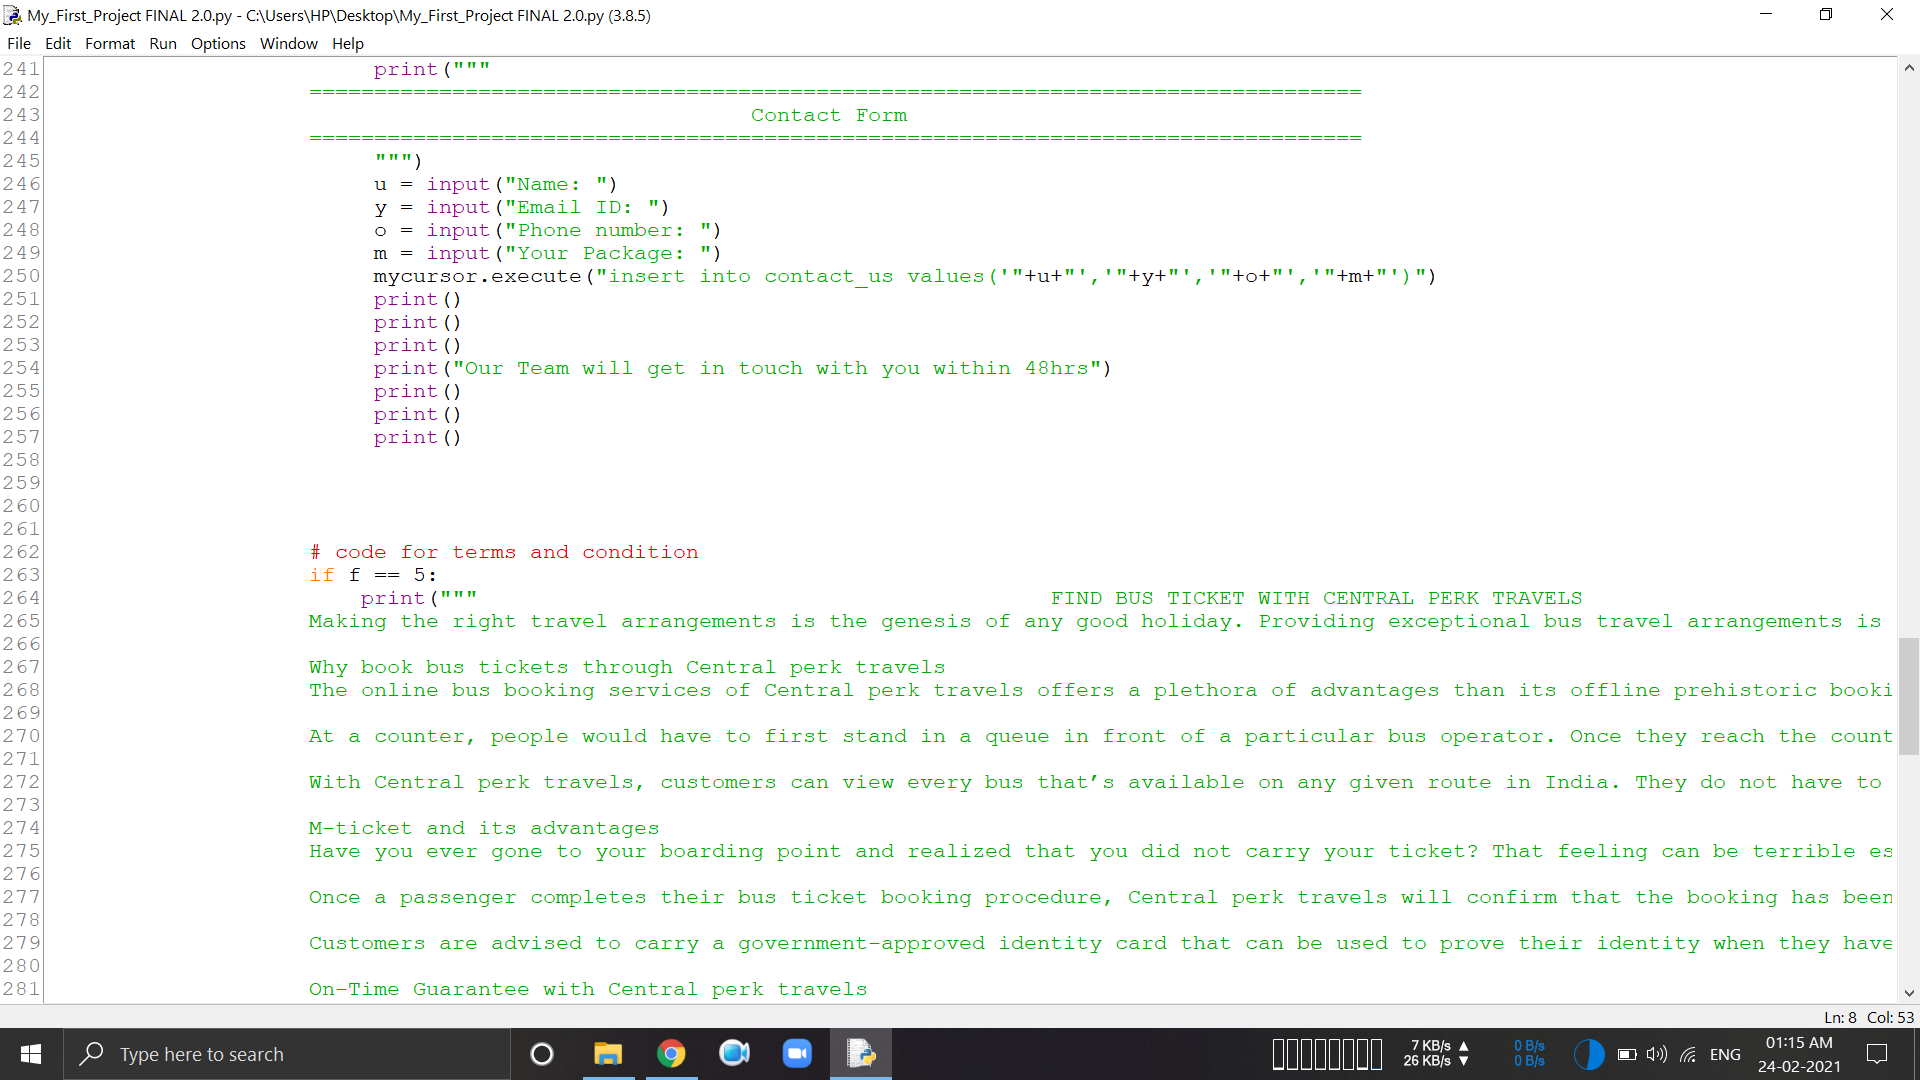 My_First_Project FINAL 2.0.py - C:\Users\HP\Desktop\My_First_Project FINAL 2.0.py (3.8.5)
File Edit Format Run Options Window Help
241 print("""
242 =================================================================================
243 Contact Form
244 =================================================================================
245 """)
246 u = input("Name: ")
247 y = input("Email ID: ")
248 o = input("Phone number: ")
249 m = input("Your Package: ")
250 mycursor.execute("insert into contact_us values('"+u+"','"+y+"','"+o+"','"+m+"')")
251 print()
252 print()
253 print()
254 print("Our Team will get in touch with you within 48hrs")
255 print()
256 print()
257 print()
258
259
260
261
262 # code for terms and condition
263 if f == 5:
264 print(""" FIND BUS TICKET WITH CENTRAL PERK TRAVELS
265 Making the right travel arrangements is the genesis of any good holiday. Providing exceptional bus travel arrangements is
266
267 Why book bus tickets through Central perk travels
268 The online bus booking services of Central perk travels offers a plethora of advantages than its offline prehistoric booki
269
270 At a counter, people would have to first stand in a queue in front of a particular bus operator. Once they reach the count
271
272 With Central perk travels, customers can view every bus that’s available on any given route in India. They do not have to
273
274 M-ticket and its advantages
275 Have you ever gone to your boarding point and realized that you did not carry your ticket? That feeling can be terrible es
276
277 Once a passenger completes their bus ticket booking procedure, Central perk travels will confirm that the booking has been
278
279 Customers are advised to carry a government-approved identity card that can be used to prove their identity when they have
280
281 On-Time Guarantee with Central perk travels
Ln: 8 Col: 53
Type here to search
7 KB/s
26 KB/s
0 B/s
0 B/s
ENG
01:15 AM
24-02-2021